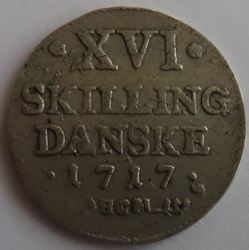 ·XVI·
SKILLING
DANSKE
·1717·